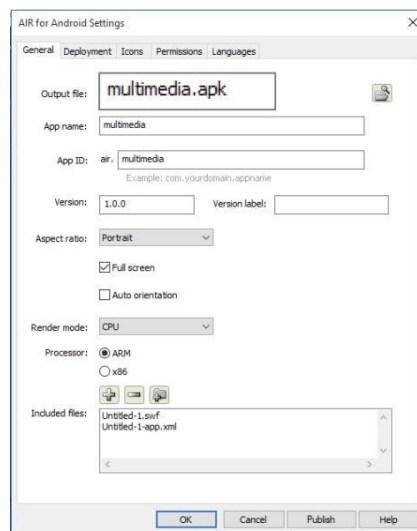 AIR for Android Settings
General Deployment Icons Permissions Languages
Output file: multimedia.apk
App name: multimedia
App ID: air. multimedia
Example: com.yourdomain.appname
Version: 1.0.0 Version label:
Aspect ratio: Portrait
Full screen
Auto orientation
Render mode: CPU
Processor: ARM
x86
Included files: Untitled-1.swf
Untitled-1-app.xml
OK Cancel Publish Help